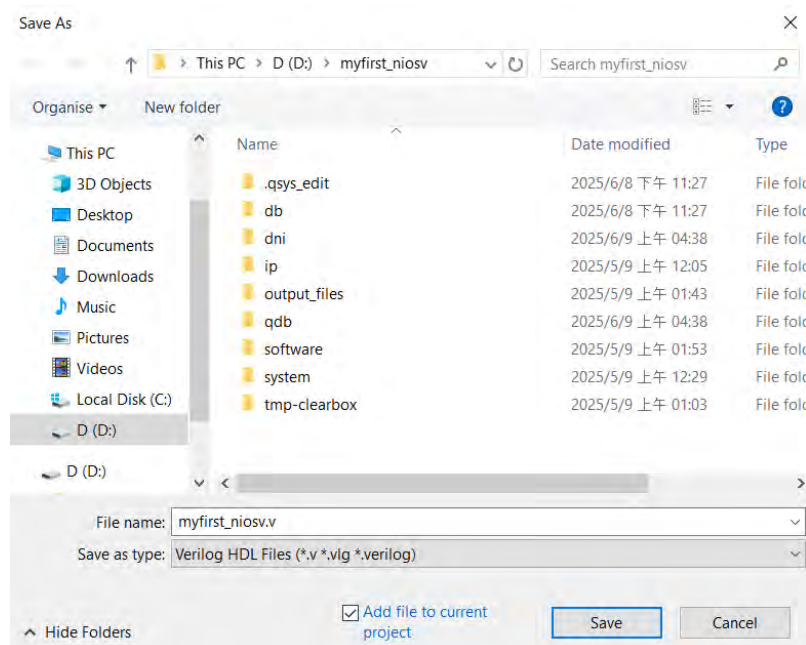 Save As
This PC > D (D:) > myfirst_niosv
Search myfirst_niosv
Organise
New folder
?
Name Date modified Type
This PC
3D Objects
Desktop
Documents
Downloads
Music
Pictures
Videos
Local Disk (C:)
D (D:)
D (D:)
.qsys_edit 2025/6/8 下午 11:27 File fold
db 2025/6/8 下午 11:27 File fold
dni 2025/6/9 上午 04:38 File fold
ip 2025/5/9 上午 12:05 File fold
output_files 2025/5/9 上午 01:43 File fold
qdb 2025/6/9 上午 04:38 File fold
software 2025/5/9 上午 01:53 File fold
system 2025/5/9 上午 12:29 File fold
tmp-clearbox 2025/5/9 上午 01:03 File fold
File name: myfirst_niosv.v
Save as type: Verilog HDL Files (*.v *.vlg *.verilog)
Hide Folders
Add file to current
project
Save
Cancel